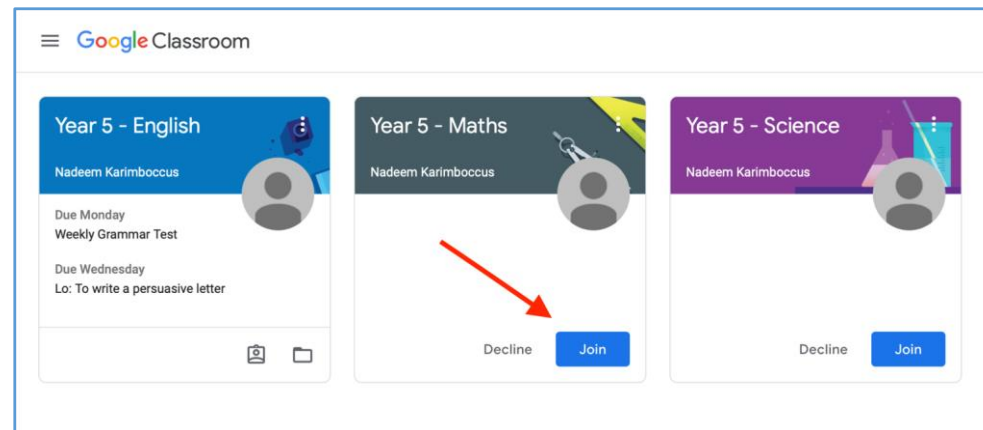 Google Classroom
Year 5 - English
Nadeem Karimboccus
Due Monday
Weekly Grammar Test
Due Wednesday
Lo: To write a persuasive letter
Year 5 - Maths
Nadeem Karimboccus
Decline
Join
Year 5 - Science
Nadeem Karimboccus
Decline
Join